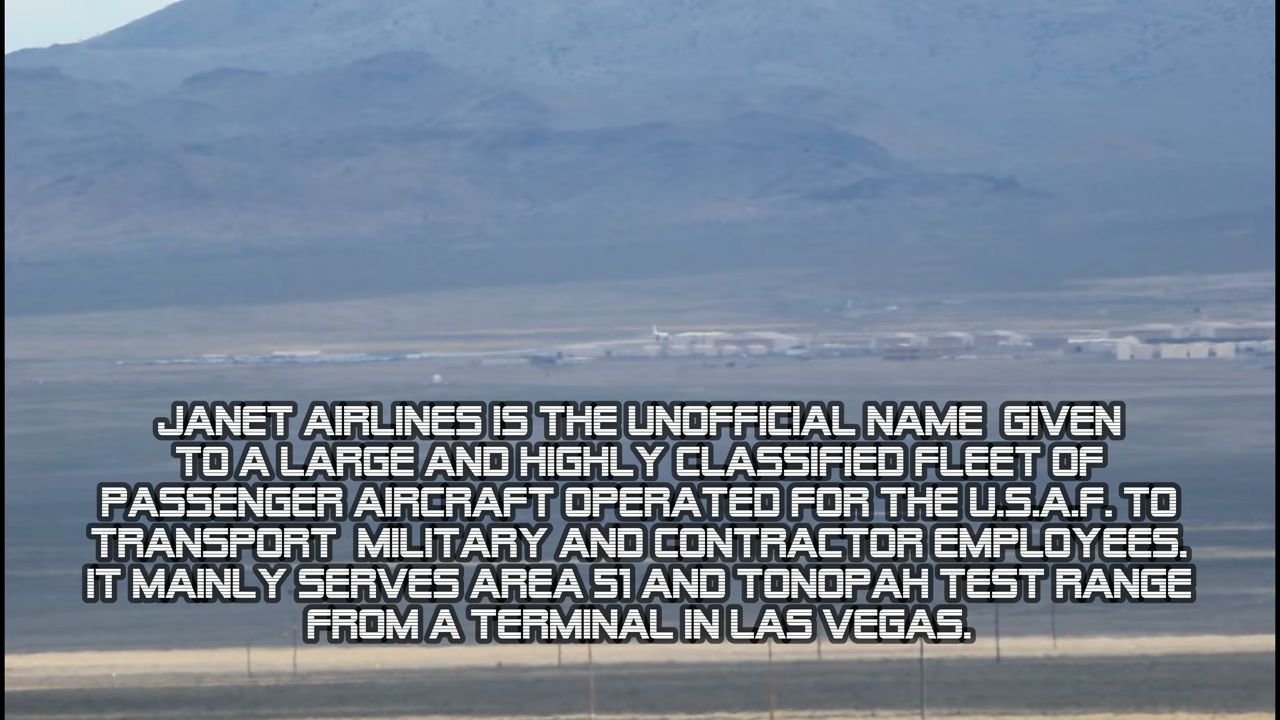 JANET AIRLINES IS THE UNOFFICIAL NAME  GIVEN
TO A LARGE AND HIGHLY CLASSIFIED FLEET OF
PASSENGER AIRCRAFT OPERATED FOR THE U.S.A.F. TO
TRANSPORT  MILITARY  AND CONTRACTOR EMPLOYEES.
IT MAINLY SERVES AREA 51 AND TONOPAH TEST RANGE
FROM A TERMINAL IN LAS VEGAS.